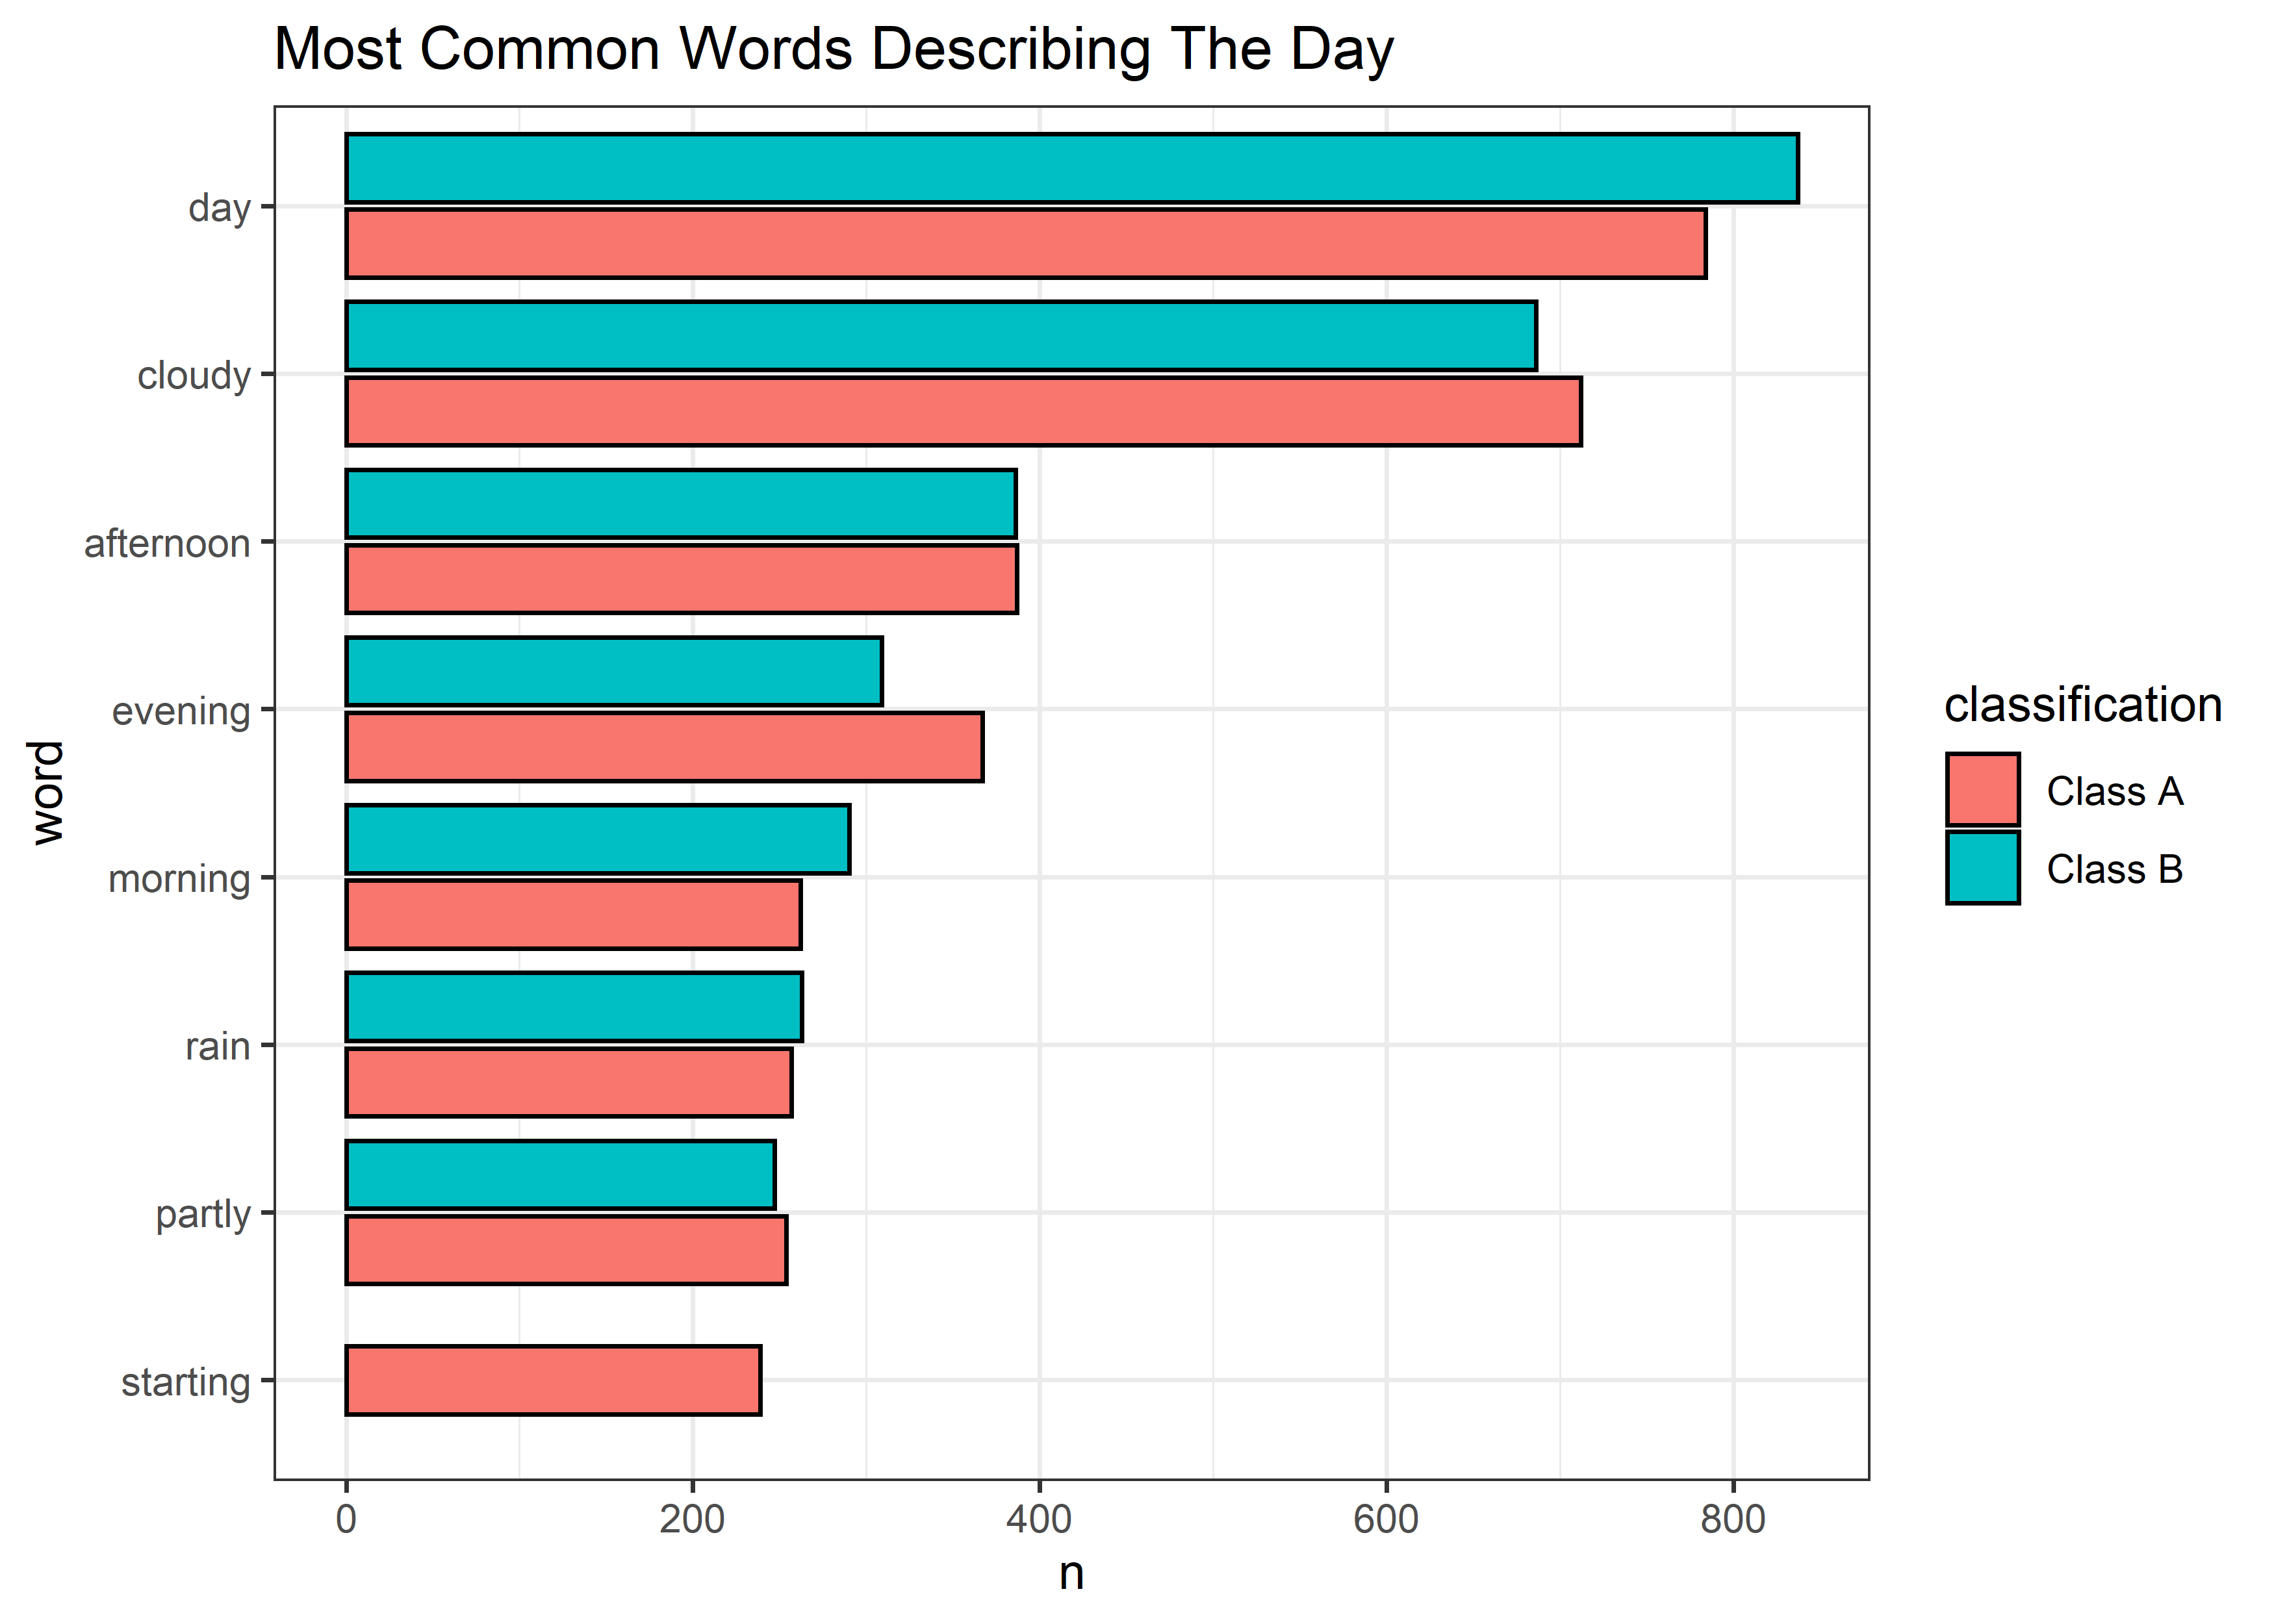 Most Common Words Describing The Day
word
day
cloudy
afternoon
evening
morning
rain
partly
starting
0 200 400 600 800
n
classification
Class A
Class B